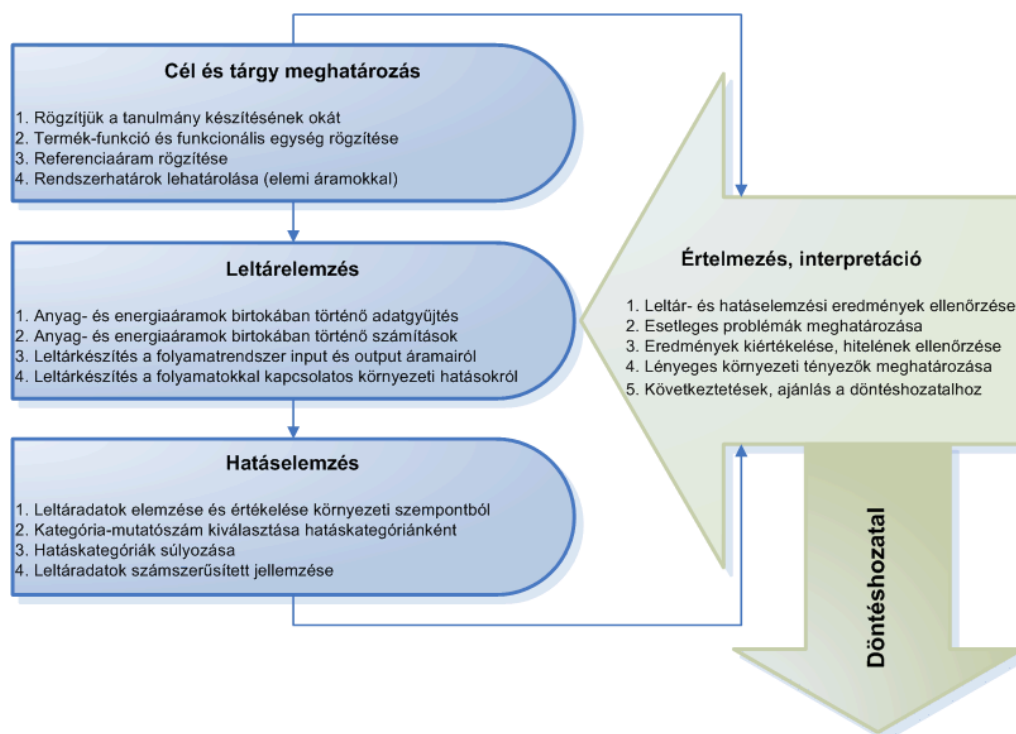 Cél és tárgy meghatározás
1. Rögzítjük a tanulmány készítésének okát
2. Termék-funkció és funkcionális egység rögzítése
3. Referenciaáram rögzítése
4. Rendszerhatárok lehatárolása (elemi áramokkal)
Leltárelemzés
1. Anyag- és energiaáramok birtokában történő adatgyűjtés
2. Anyag- és energiaáramok birtokában történő számítások
3. Leltárkészítés a folyamatrendszer input és output áramairól
4. Leltárkészítés a folyamatokkal kapcsolatos környezeti hatásokról
Hatáselemzés
1. Leltáradatok elemzése és értékelése környezeti szempontból
2. Kategória-mutatószám kiválasztása hatáskategóriánként
3. Hatáskategóriák súlyozása
4. Leltáradatok számszerűsített jellemzése
Értelmezés, interpretáció
1. Leltár- és hatáselemzési eredmények ellenőrzése
2. Esetleges problémák meghatározása
3. Eredmények kiértékelése, hitelének ellenőrzése
4. Lényeges környezeti tényezők meghatározása
5. Következtetések, ajánlás a döntéshozatalhoz
Döntéshozatal